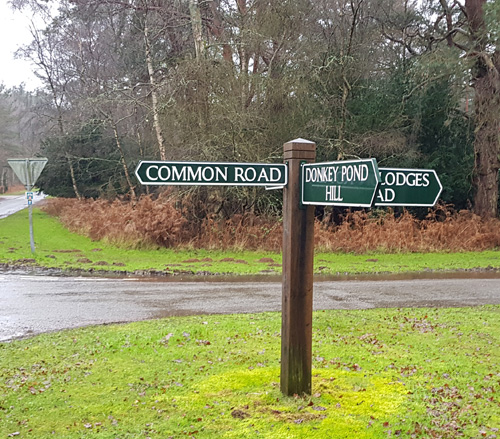 COMMON ROAD
DONKEY POND
HILL
LODGES
AD